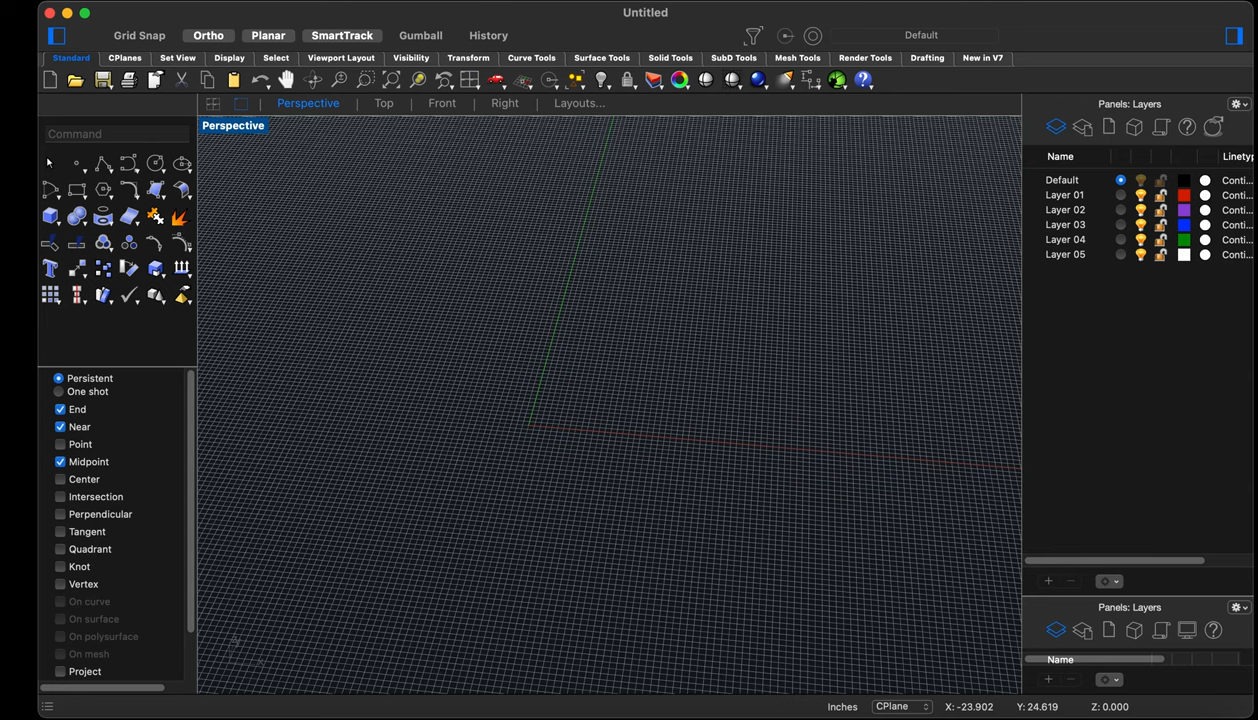 Untitled
Grid Snap Ortho Planar SmartTrack Gumball History Default
Standard CPlanes Set View Display Select Viewport Layout Visibility Transform Curve Tools Surface Tools Solid Tools SubD Tools Mesh Tools Render Tools Drafting New in V7
Perspective Top Front Right Layouts... Panels: Layers
Perspective
Command
Name Linetyp
Default Conti...
Layer 01 Conti...
Layer 02 Conti...
Layer 03 Conti...
Layer 04 Conti...
Layer 05 Conti...
Persistent
One shot
End
Near
Point
Midpoint
Center
Intersection
Perpendicular
Tangent
Quadrant
Knot
Vertex
On curve
On surface
On polysurface
On mesh
Project
Panels: Layers
Name
Inches CPlane X: -23.902 Y: 24.619 Z: 0.000